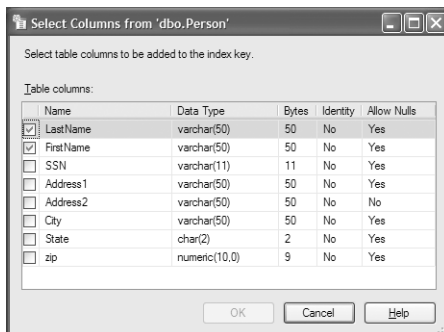 Select Columns from 'dbo.Person'
Select table columns to be added to the index key.
Table columns:
Name Data Type Bytes Identity Allow Nulls
LastName varchar(50) 50 No Yes
FirstName varchar(50) 50 No Yes
SSN varchar(11) 11 No Yes
Address1 varchar(50) 50 No Yes
Address2 varchar(50) 50 No No
City varchar(50) 50 No Yes
State char(2) 2 No Yes
zip numeric(10,0) 9 No Yes
OK Cancel Help